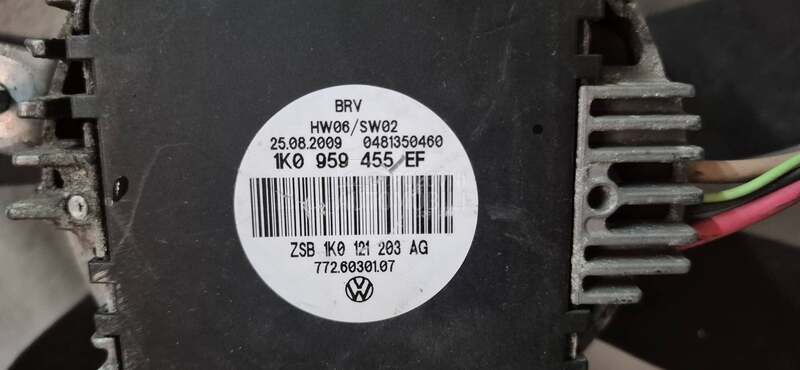 BRV
HW06/SW02
25.08.2009 0481350460
1K0 959 455 EF
ZSB 1K0 121 203 AG
772.60301.07